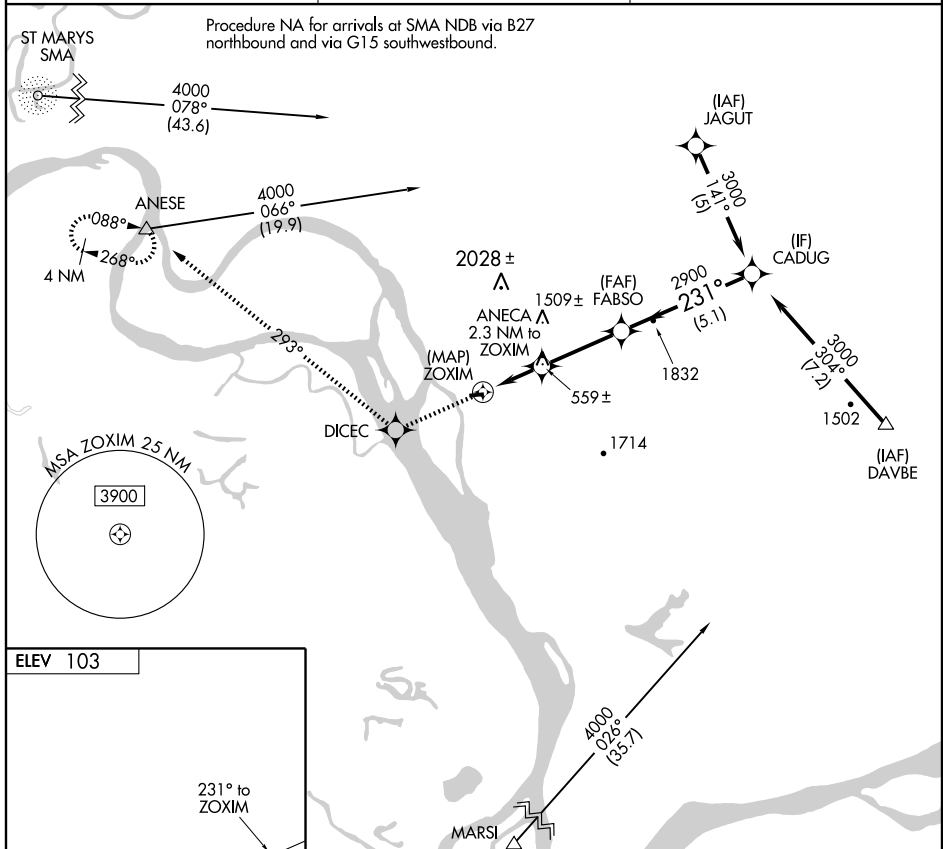 Procedure NA for arrivals at SMA NDB via B27
northbound and via G15 southwestbound.
ST MARYS
SMA
4000
078°
(43.6)
(IAF)
JAGUT
3000
141°
(5)
ANESE
4000
066°
(19.9)
088°
268°
4 NM
(IF)
CADUG
2028 ±
2900
231°
(5.1)
(FAF)
FABSO
1509 ±
ANECA
2.3 NM to
ZOXIM
293°
(MAP)
ZOXIM
1832
559 ±
3000
304°
(7.2)
1502
DICEC
1714
(IAF)
DAVBE
MSA ZOXIM 25 NM
3900
ELEV 103
4000
026°
(35.7)
231° to
ZOXIM
MARSI